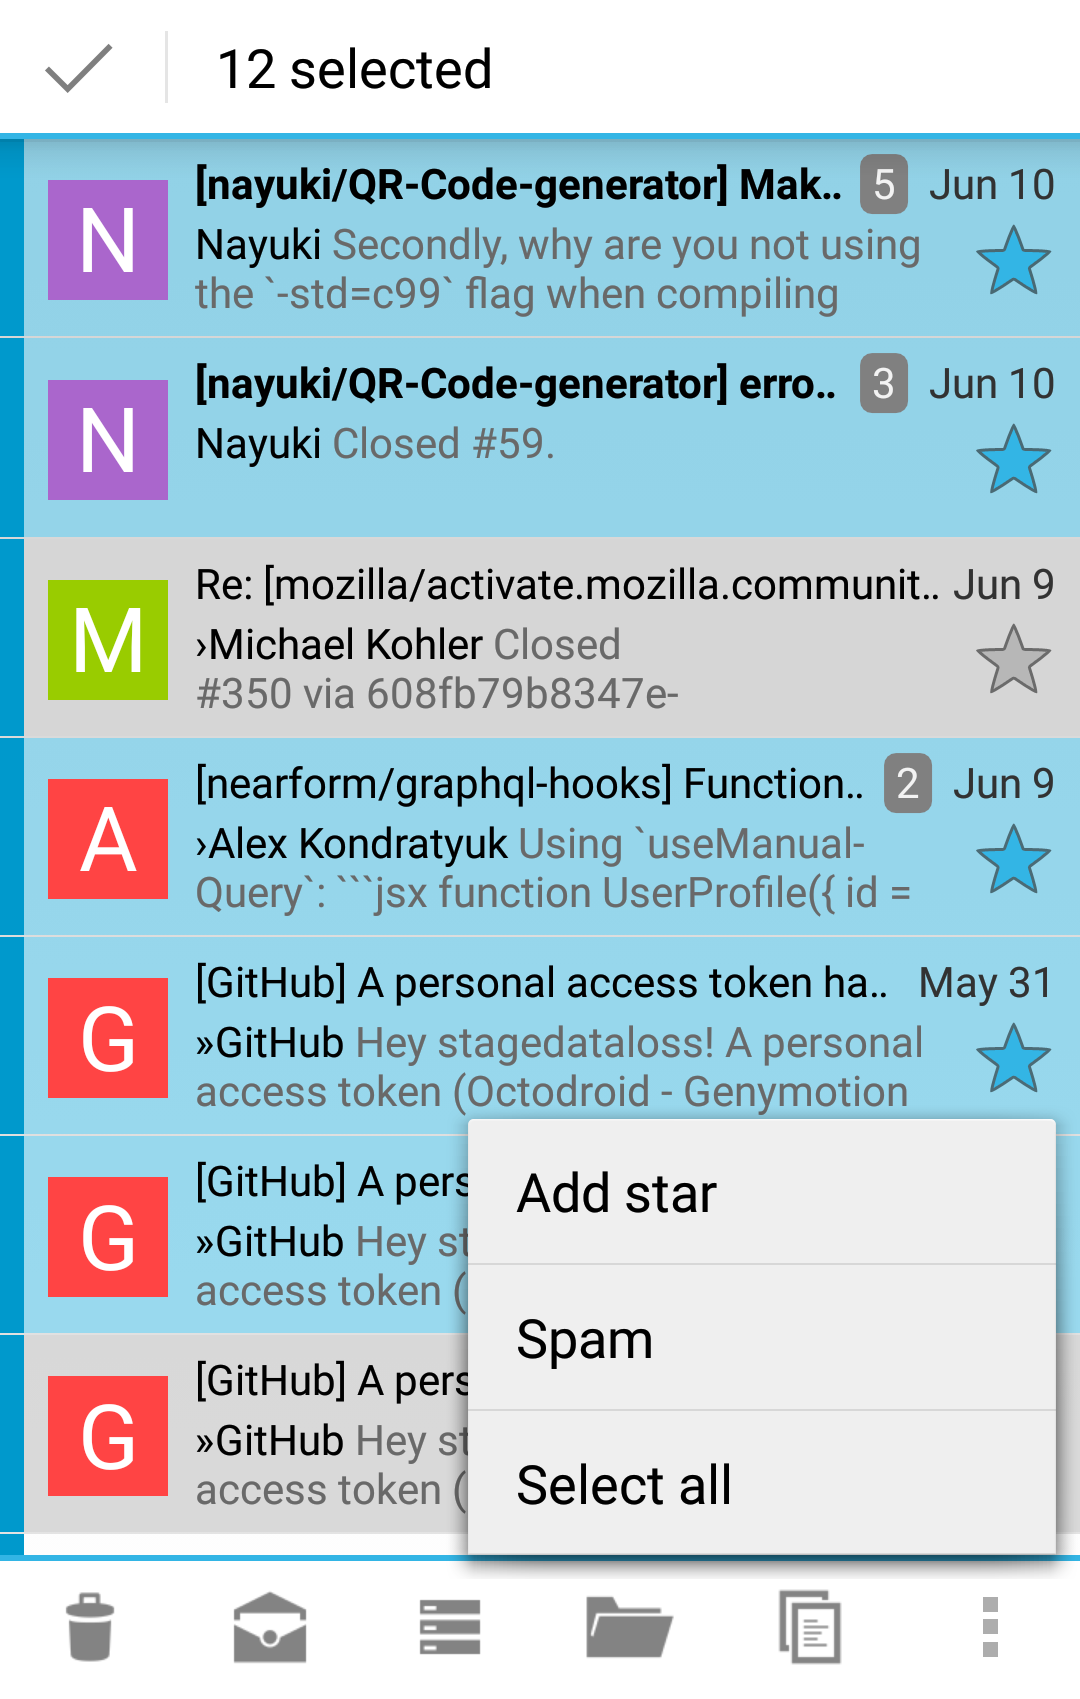 12 selected
N
[nayuki/QR-Code-generator] Mak.. 5 Jun 10
Nayuki Secondly, why are you not using
the `-std=c99` flag when compiling
N
[nayuki/QR-Code-generator] erro.. 3 Jun 10
Nayuki Closed #59.
M
Re: [mozilla/activate.mozilla.communit.. Jun 9
›Michael Kohler Closed
#350 via 608fb79b8347e-
A
[nearform/graphql-hooks] Function.. 2 Jun 9
›Alex Kondratyuk Using `useManual-
Query`: ```jsx function UserProfile({ id =
G
[GitHub] A personal access token ha.. May 31
»GitHub Hey stagedataloss! A personal
access token (Octodroid - Genymotion
G
[GitHub] A pers
»GitHub Hey st
access token (
G
[GitHub] A pers
»GitHub Hey st
access token (
Add star
Spam
Select all